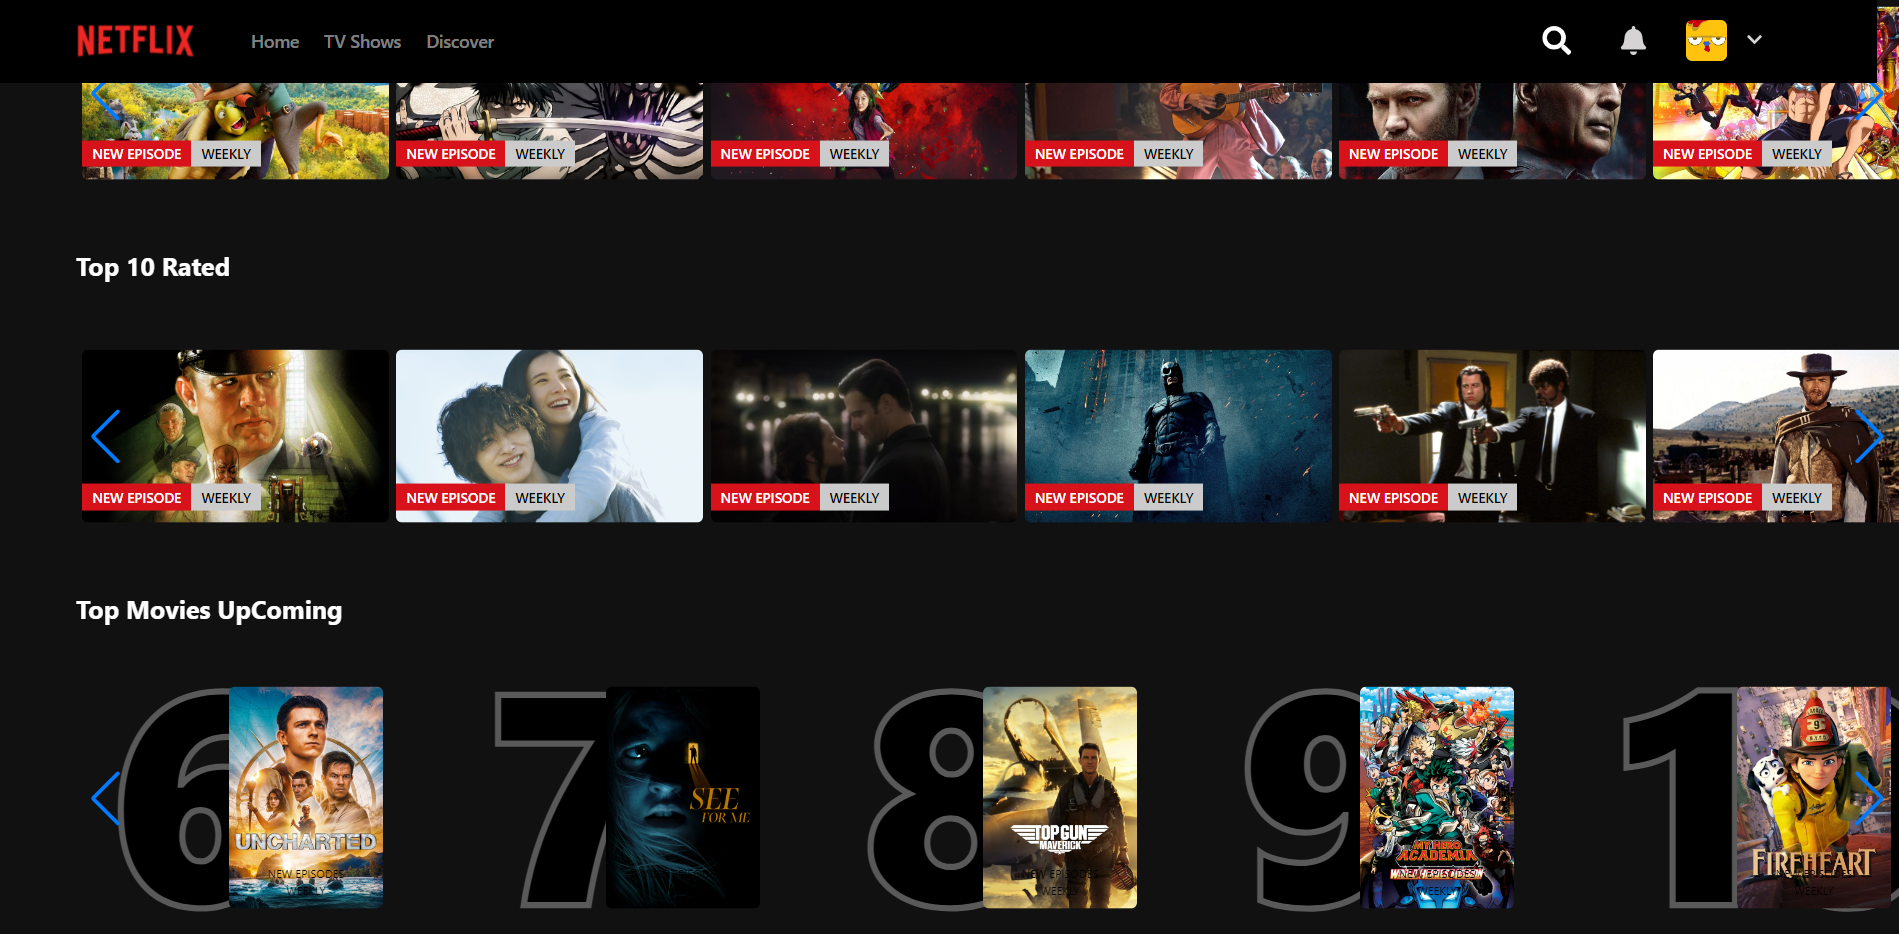 NETFLIX Home TV Shows Discover
NEW EPISODE WEEKLY NEW EPISODE WEEKLY NEW EPISODE WEEKLY NEW EPISODE WEEKLY NEW EPISODE WEEKLY NEW EPISODE WEEKLY
Top 10 Rated
NEW EPISODE WEEKLY NEW EPISODE WEEKLY NEW EPISODE WEEKLY NEW EPISODE WEEKLY NEW EPISODE WEEKLY NEW EPISODE WEEKLY
Top Movies UpComing
6
UNCHARTED
NEW EPISODES
WEEKLY
7
SEE
FOR ME
8
TOP GUN
MAVERICK
NEW EPISODES
WEEKLY
9
MY HERO
ACADEMIA
NEW EPISODES
WEEKLY
1
9
FIREHEART
WEEKLY